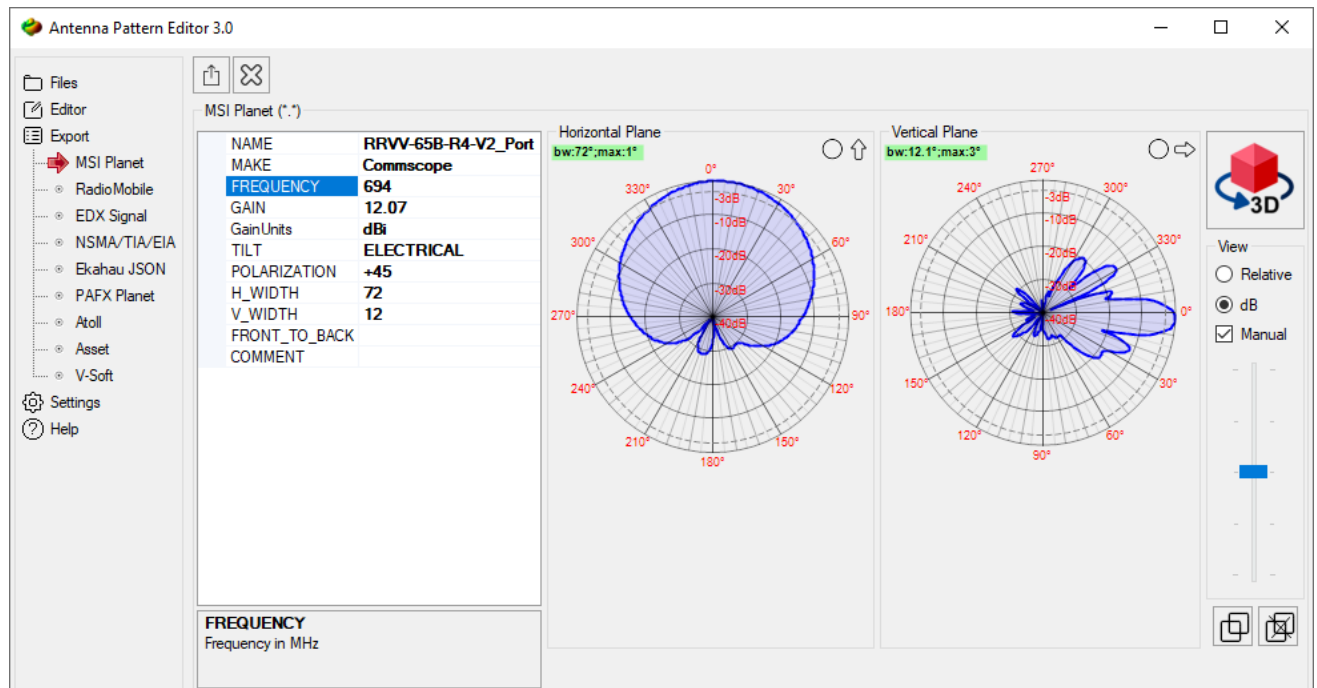 Antenna Pattern Editor 3.0
Files
Editor
Export
MSI Planet
RadioMobile
EDX Signal
NSMA/TIA/EIA
Ekahau JSON
PAFX Planet
Atoll
Asset
V-Soft
Settings
Help
MSI Planet (*.*)
NAME RRVV-65B-R4-V2_Port
MAKE Commscope
FREQUENCY 694
GAIN 12.07
GainUnits dBi
TILT ELECTRICAL
POLARIZATION +45
H_WIDTH 72
V_WIDTH 12
FRONT_TO_BACK
COMMENT
FREQUENCY
Frequency in MHz
Horizontal Plane
bw:72°;max:1°
0°
330° 30°
-3dB
-10dB
300° 60°
-20dB
-30dB
270° 90°
-40dB
240° 120°
210° 150°
180°
Vertical Plane
bw:12.1°;max:3°
270°
240° 300°
-3dB
-10dB
210° 330°
-20dB
-30dB
180° 0°
-40dB
150° 30°
120° 60°
90°
3D
View
Relative
dB
Manual